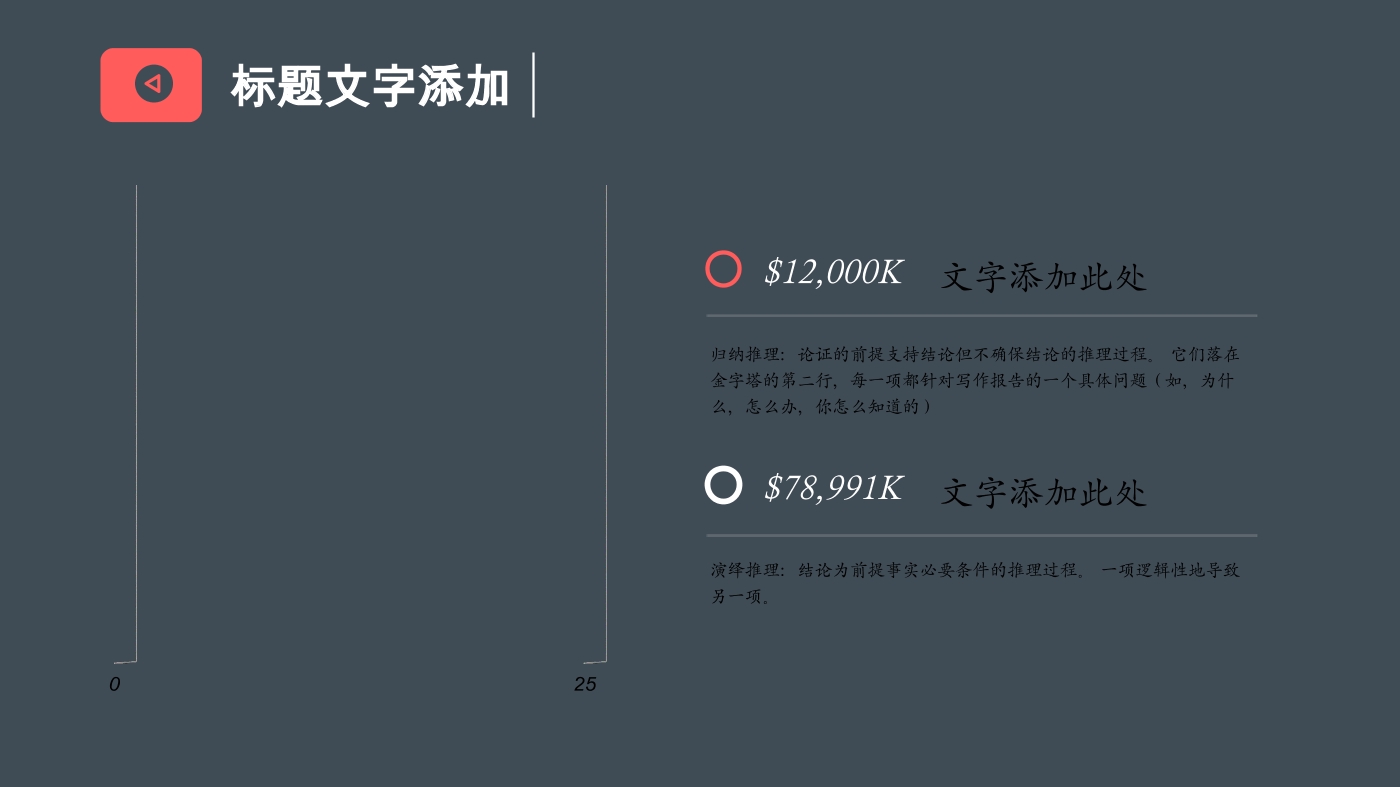 标题文字添加
$12,000K 文字添加此处
归纳推理：论证的前提支持结论但不确保结论的推理过程。 它们落在
金字塔的第二行，每一项都针对写作报告的一个具体问题（如，为什
么，怎么办，你怎么知道的）
$78,991K 文字添加此处
演绎推理：结论为前提事实必要条件的推理过程。 一项逻辑性地导致
另一项。
0 25